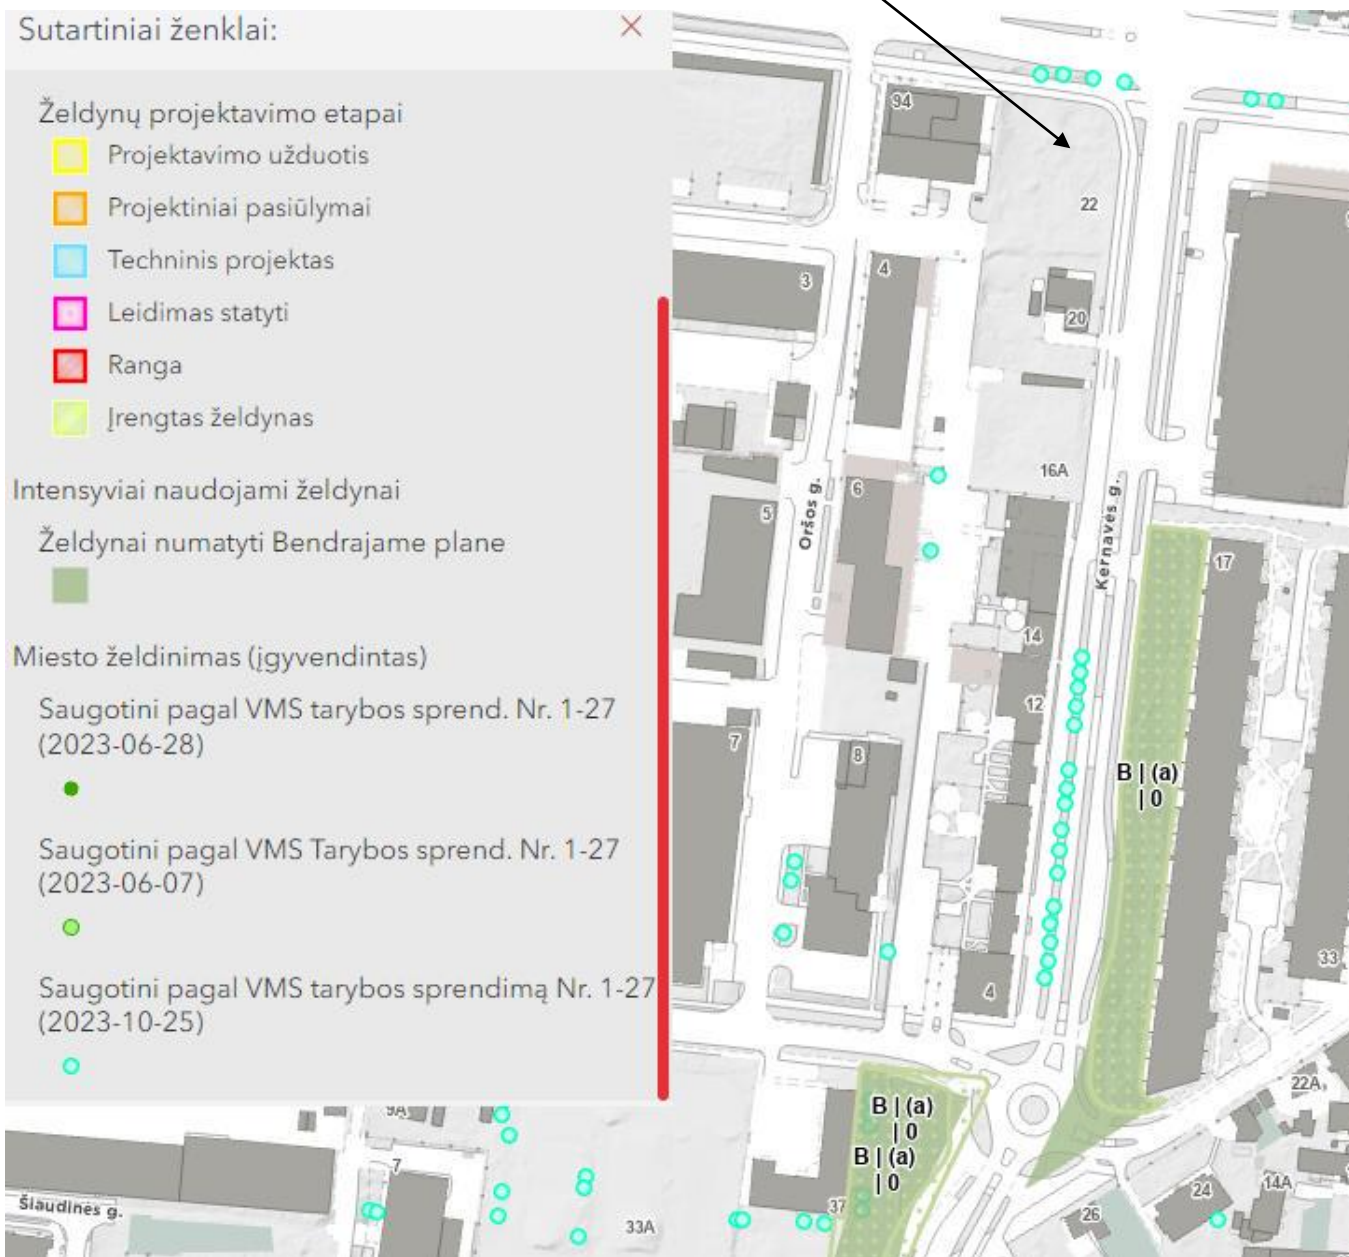 Sutartiniai ženklai:
Želdynų projektavimo etapai
Projektavimo užduotis
Projektiniai pasiūlymai
Techninis projektas
Leidimas statyti
Ranga
Įrengtas želdynas
Intensyviai naudojami želdynai
Želdynai numatyti Bendrajame plane
Miesto želdinimas (įgyvendintas)
Saugotini pagal VMS tarybos sprend. Nr. 1-27
(2023-06-28)
Saugotini pagal VMS Tarybos sprend. Nr. 1-27
(2023-06-07)
Saugotini pagal VMS tarybos sprendimą Nr. 1-27
(2023-10-25)
94
22
3
4
20
16A
6
5
Oršos g.
Kernavės g.
17
14
12
7
8
B | (a)
| 0
33
4
22A
9A
B | (a)
| 0
B | (a)
| 0
7
Šiaudinės g.
33A
37
26
24
14A